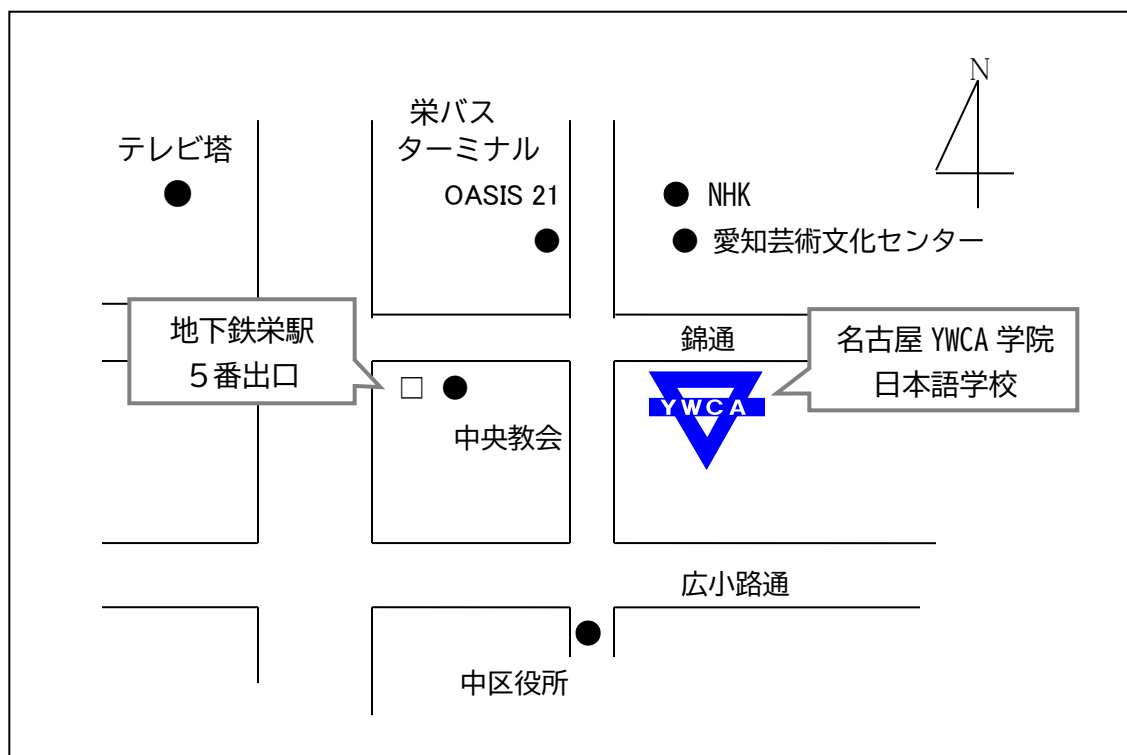 N
栄バス
ターミナル
テレビ塔
OASIS 21
NHK
愛知芸術文化センター
地下鉄栄駅
５番出口
錦通
名古屋 YWCA 学院
日本語学校
YWCA
中央教会
広小路通
中区役所